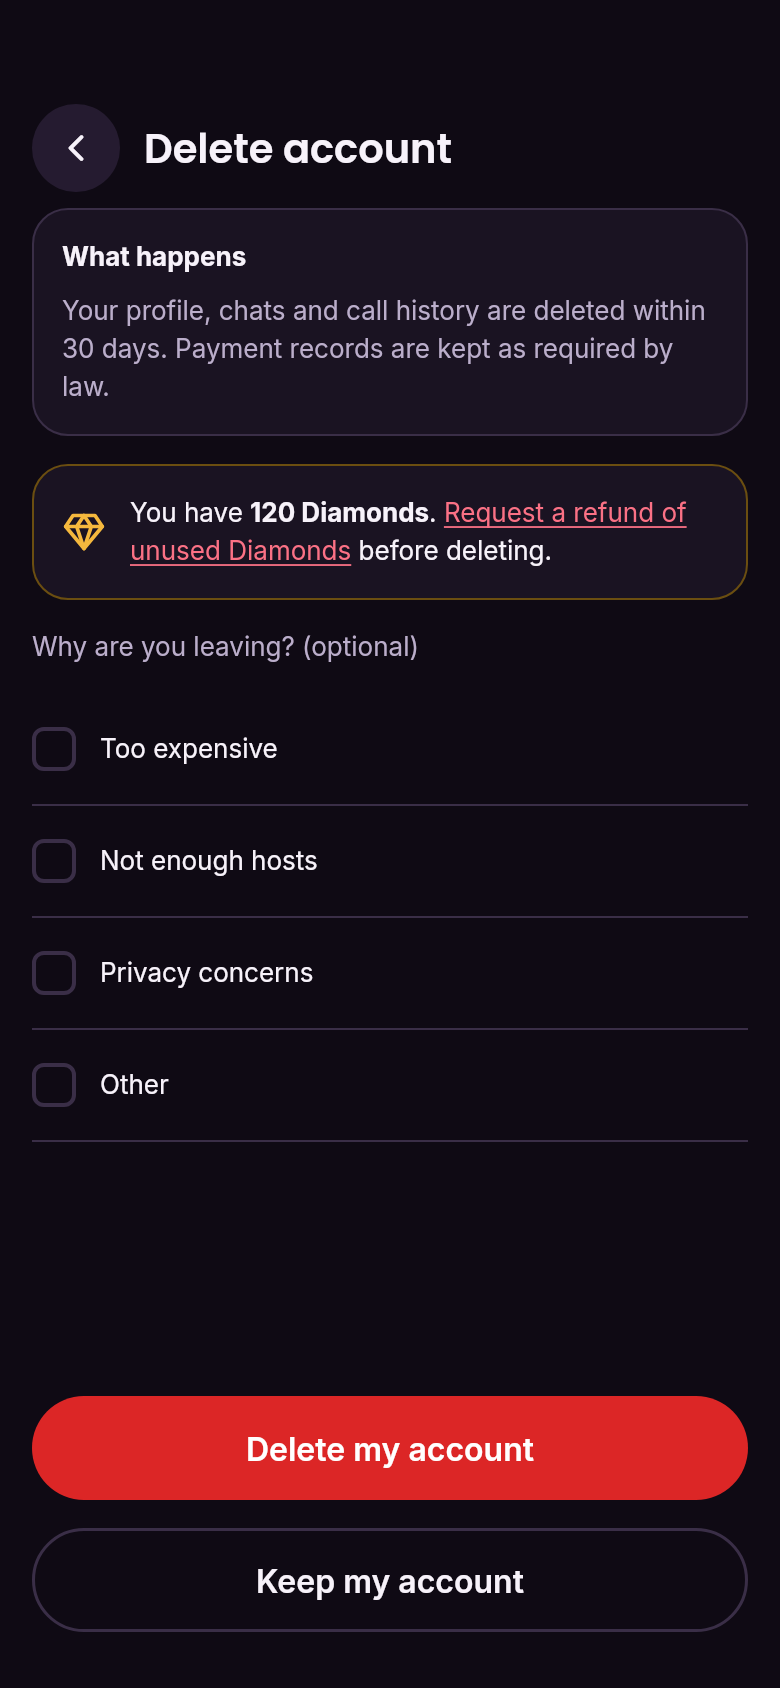 Delete account
What happens
Your profile, chats and call history are deleted within
30 days. Payment records are kept as required by
law.
You have 120 Diamonds. Request a refund of
unused Diamonds before deleting.
Why are you leaving? (optional)
Too expensive
Not enough hosts
Privacy concerns
Other
Delete my account
Keep my account